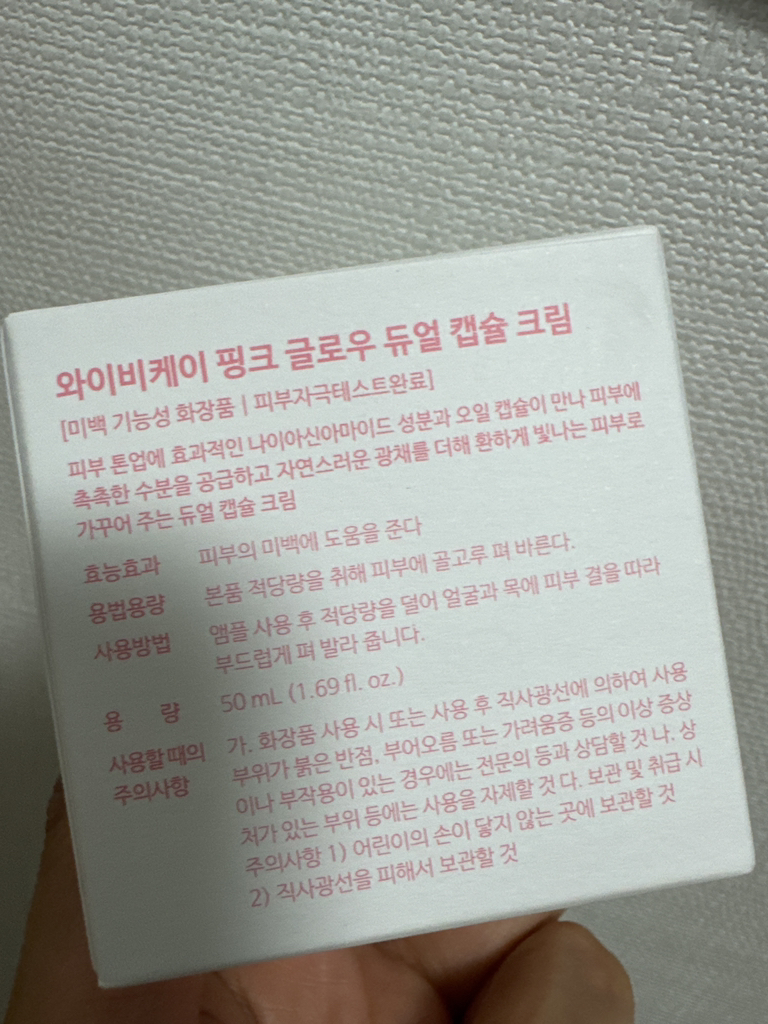 와이비케이 핑크 글로우 듀얼 캡슐 크림
[미백 기능성 화장품 | 피부자극테스트완료]
피부 톤업에 효과적인 나이아신아마이드 성분과 오일 캡슐이 만나 피부에
촉촉한 수분을 공급하고 자연스러운 광채를 더해 환하게 빛나는 피부로
가꾸어 주는 듀얼 캡슐 크림
효능효과 피부의 미백에 도움을 준다
용법용량 본품 적당량을 취해 피부에 골고루 펴 바른다.
사용방법 앰플 사용 후 적당량을 덜어 얼굴과 목에 피부 결을 따라
부드럽게 펴 발라 줍니다.
용 량 50 mL (1.69 fl. oz.)
사용할 때의 가. 화장품 사용 시 또는 사용 후 직사광선에 의하여 사용
주의사항 부위가 붉은 반점, 부어오름 또는 가려움증 등의 이상 증상
이나 부작용이 있는 경우에는 전문의 등과 상담할 것 나. 상
처가 있는 부위 등에는 사용을 자제할 것 다. 보관 및 취급 시
주의사항 1) 어린이의 손이 닿지 않는 곳에 보관할 것
2) 직사광선을 피해서 보관할 것